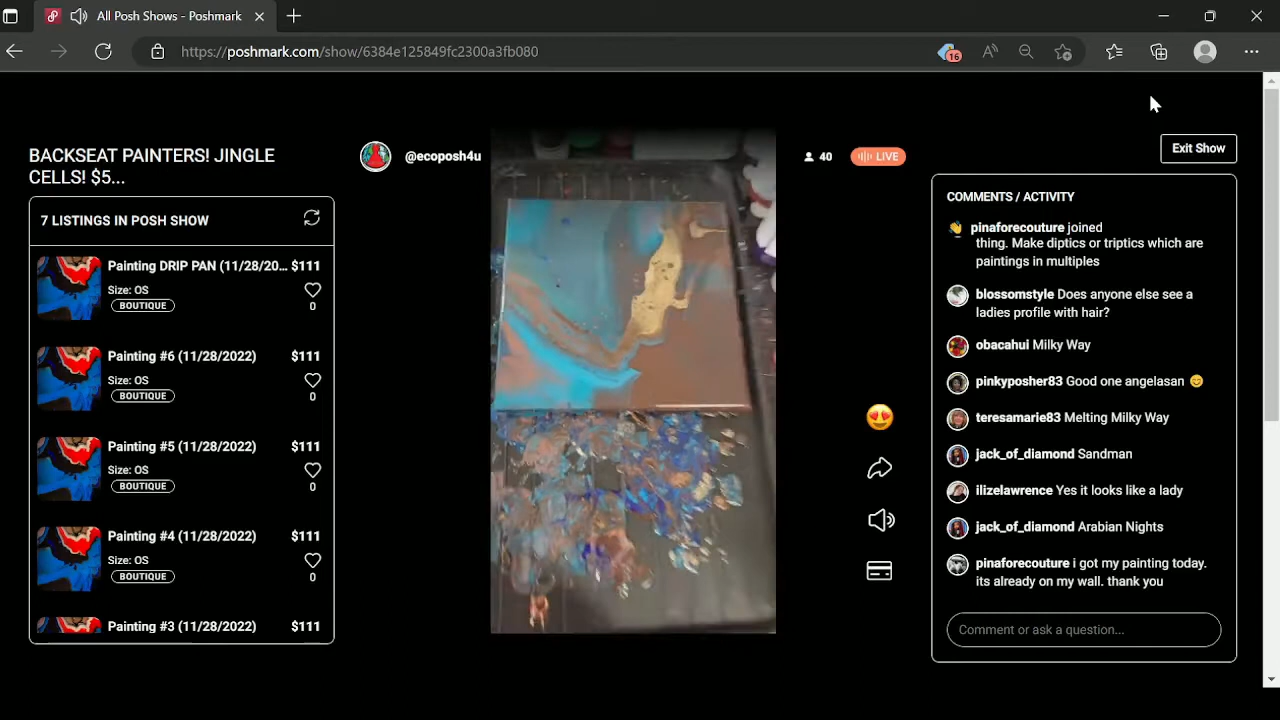 All Posh Shows - Poshmark
https://poshmark.com/show/6384e125849fc2300a3fb080
16
BACKSEAT PAINTERS! JINGLE
CELLS! $5...
@ecoposh4u
40
LIVE
Exit Show
7 LISTINGS IN POSH SHOW
Painting DRIP PAN (11/28/20... $111
Size: OS
BOUTIQUE
0
Painting #6 (11/28/2022) $111
Size: OS
BOUTIQUE
0
Painting #5 (11/28/2022) $111
Size: OS
BOUTIQUE
0
Painting #4 (11/28/2022) $111
Size: OS
BOUTIQUE
0
Painting #3 (11/28/2022) $111
COMMENTS / ACTIVITY
👋 pinaforecouture joined
thing. Make diptics or triptics which are
paintings in multiples
blossomstyle Does anyone else see a
ladies profile with hair?
obacahui Milky Way
pinkyposher83 Good one angelasan 😊
teresamarie83 Melting Milky Way
jack_of_diamond Sandman
ilizelawrence Yes it looks like a lady
jack_of_diamond Arabian Nights
pinaforecouture i got my painting today.
its already on my wall. thank you
Comment or ask a question...